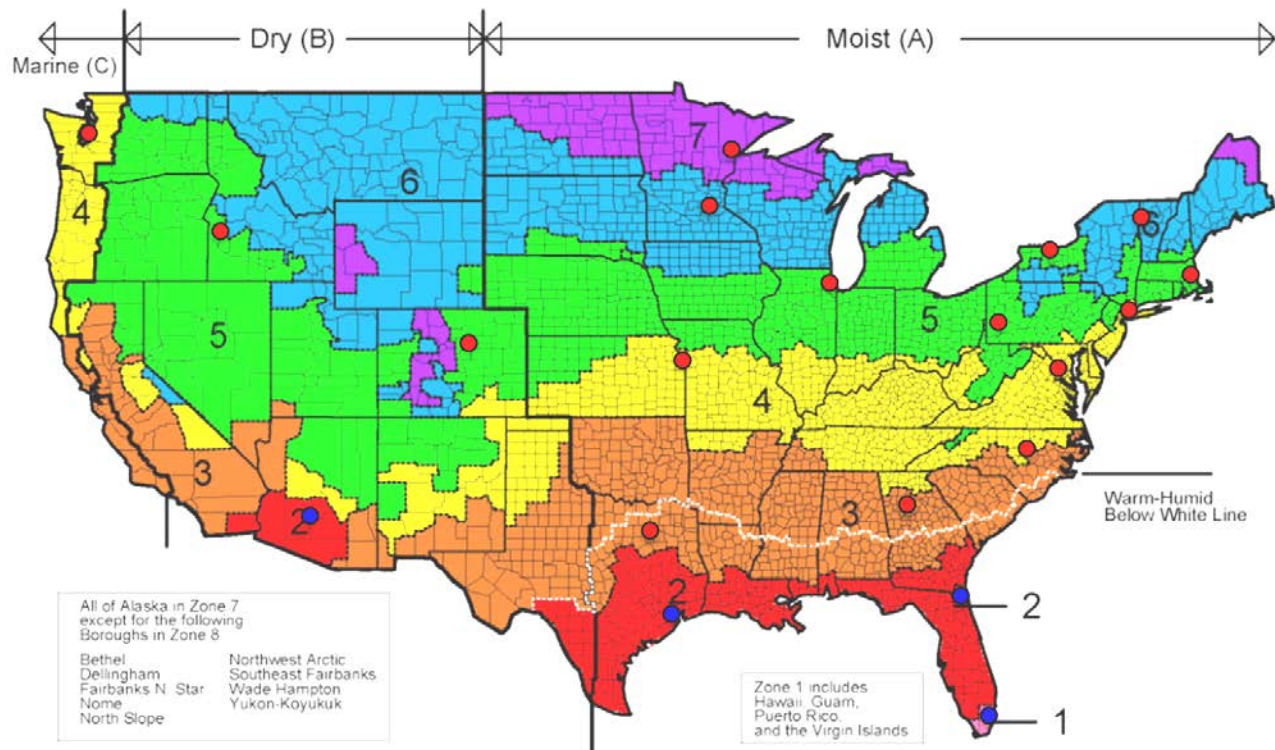 Marine (C)
Dry (B)
Moist (A)
7
6
4
6
5
5
4
3
3
2
2
2
1
Warm-Humid
Below White Line
All of Alaska in Zone 7
except for the following
Boroughs in Zone 8
Bethel
Dellingham
Fairbanks N. Star
Nome
North Slope
Northwest Arctic
Southeast Fairbanks
Wade Hampton
Yukon-Koyukuk
Zone 1 includes
Hawaii, Guam,
Puerto Rico,
and the Virgin Islands